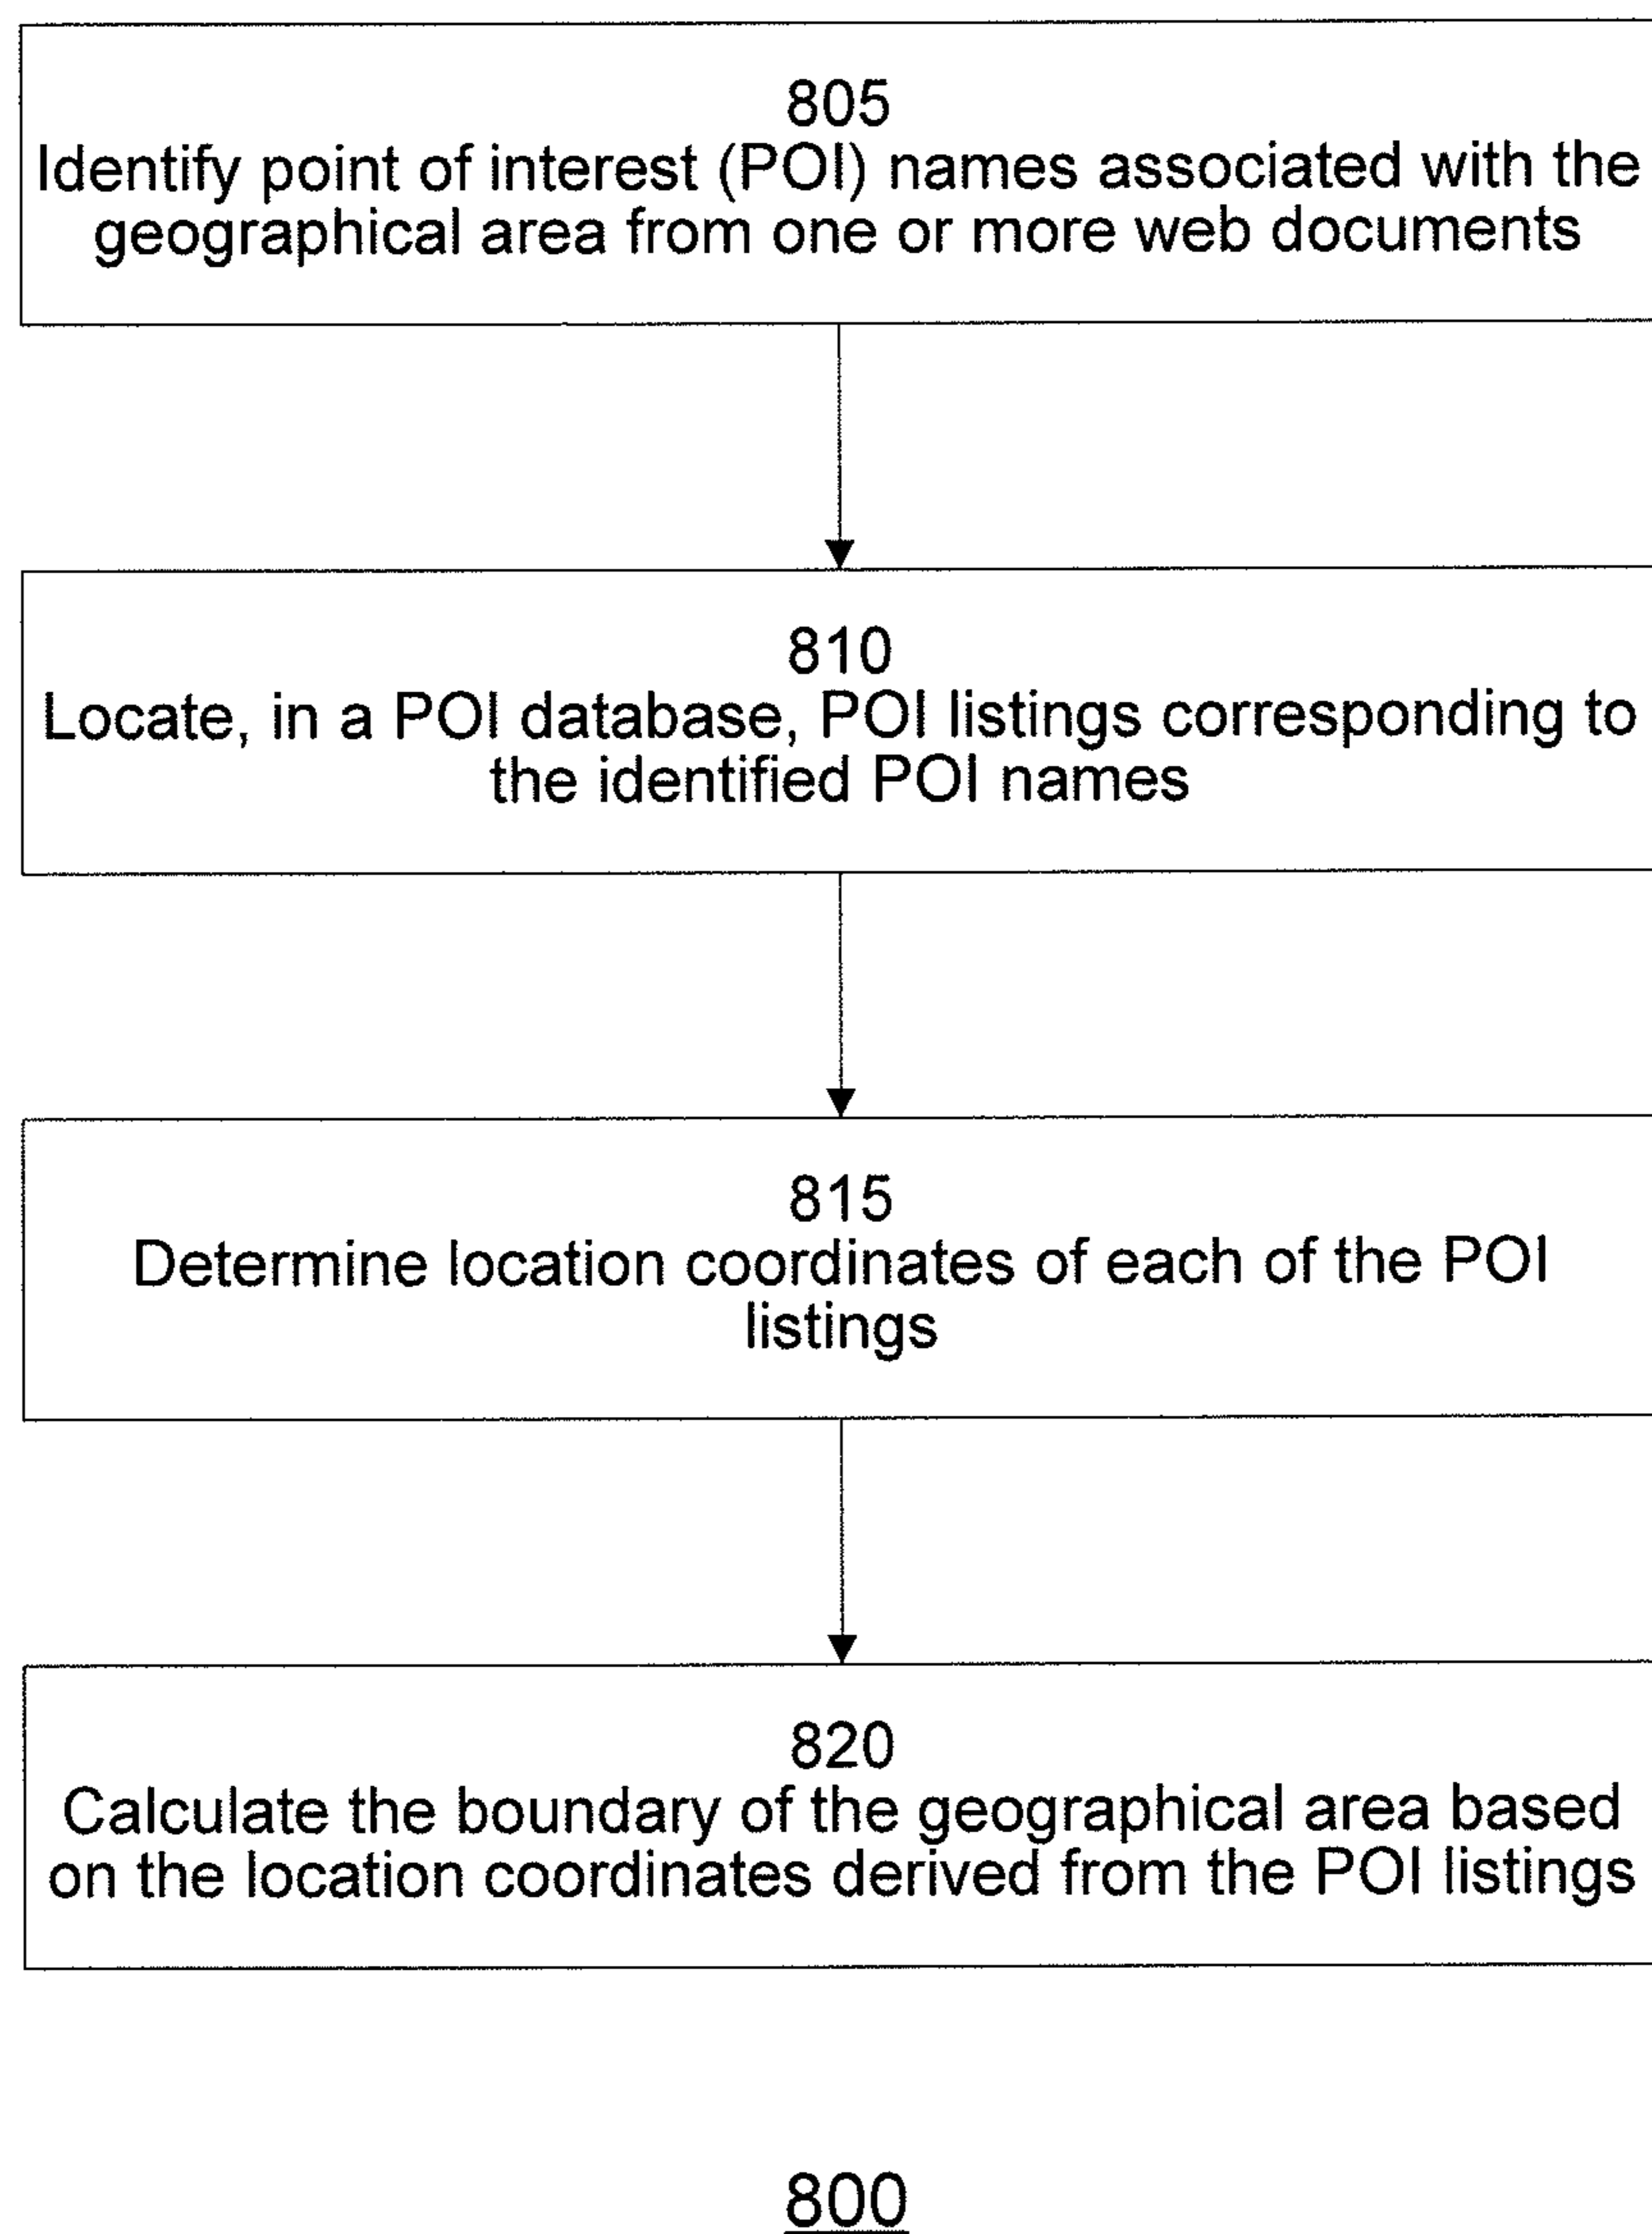 805
Identify point of interest (POI) names associated with the
geographical area from one or more web documents
810
Locate, in a POI database, POI listings corresponding to
the identified POI names
815
Determine location coordinates of each of the POI
listings
820
Calculate the boundary of the geographical area based
on the location coordinates derived from the POI listings
800